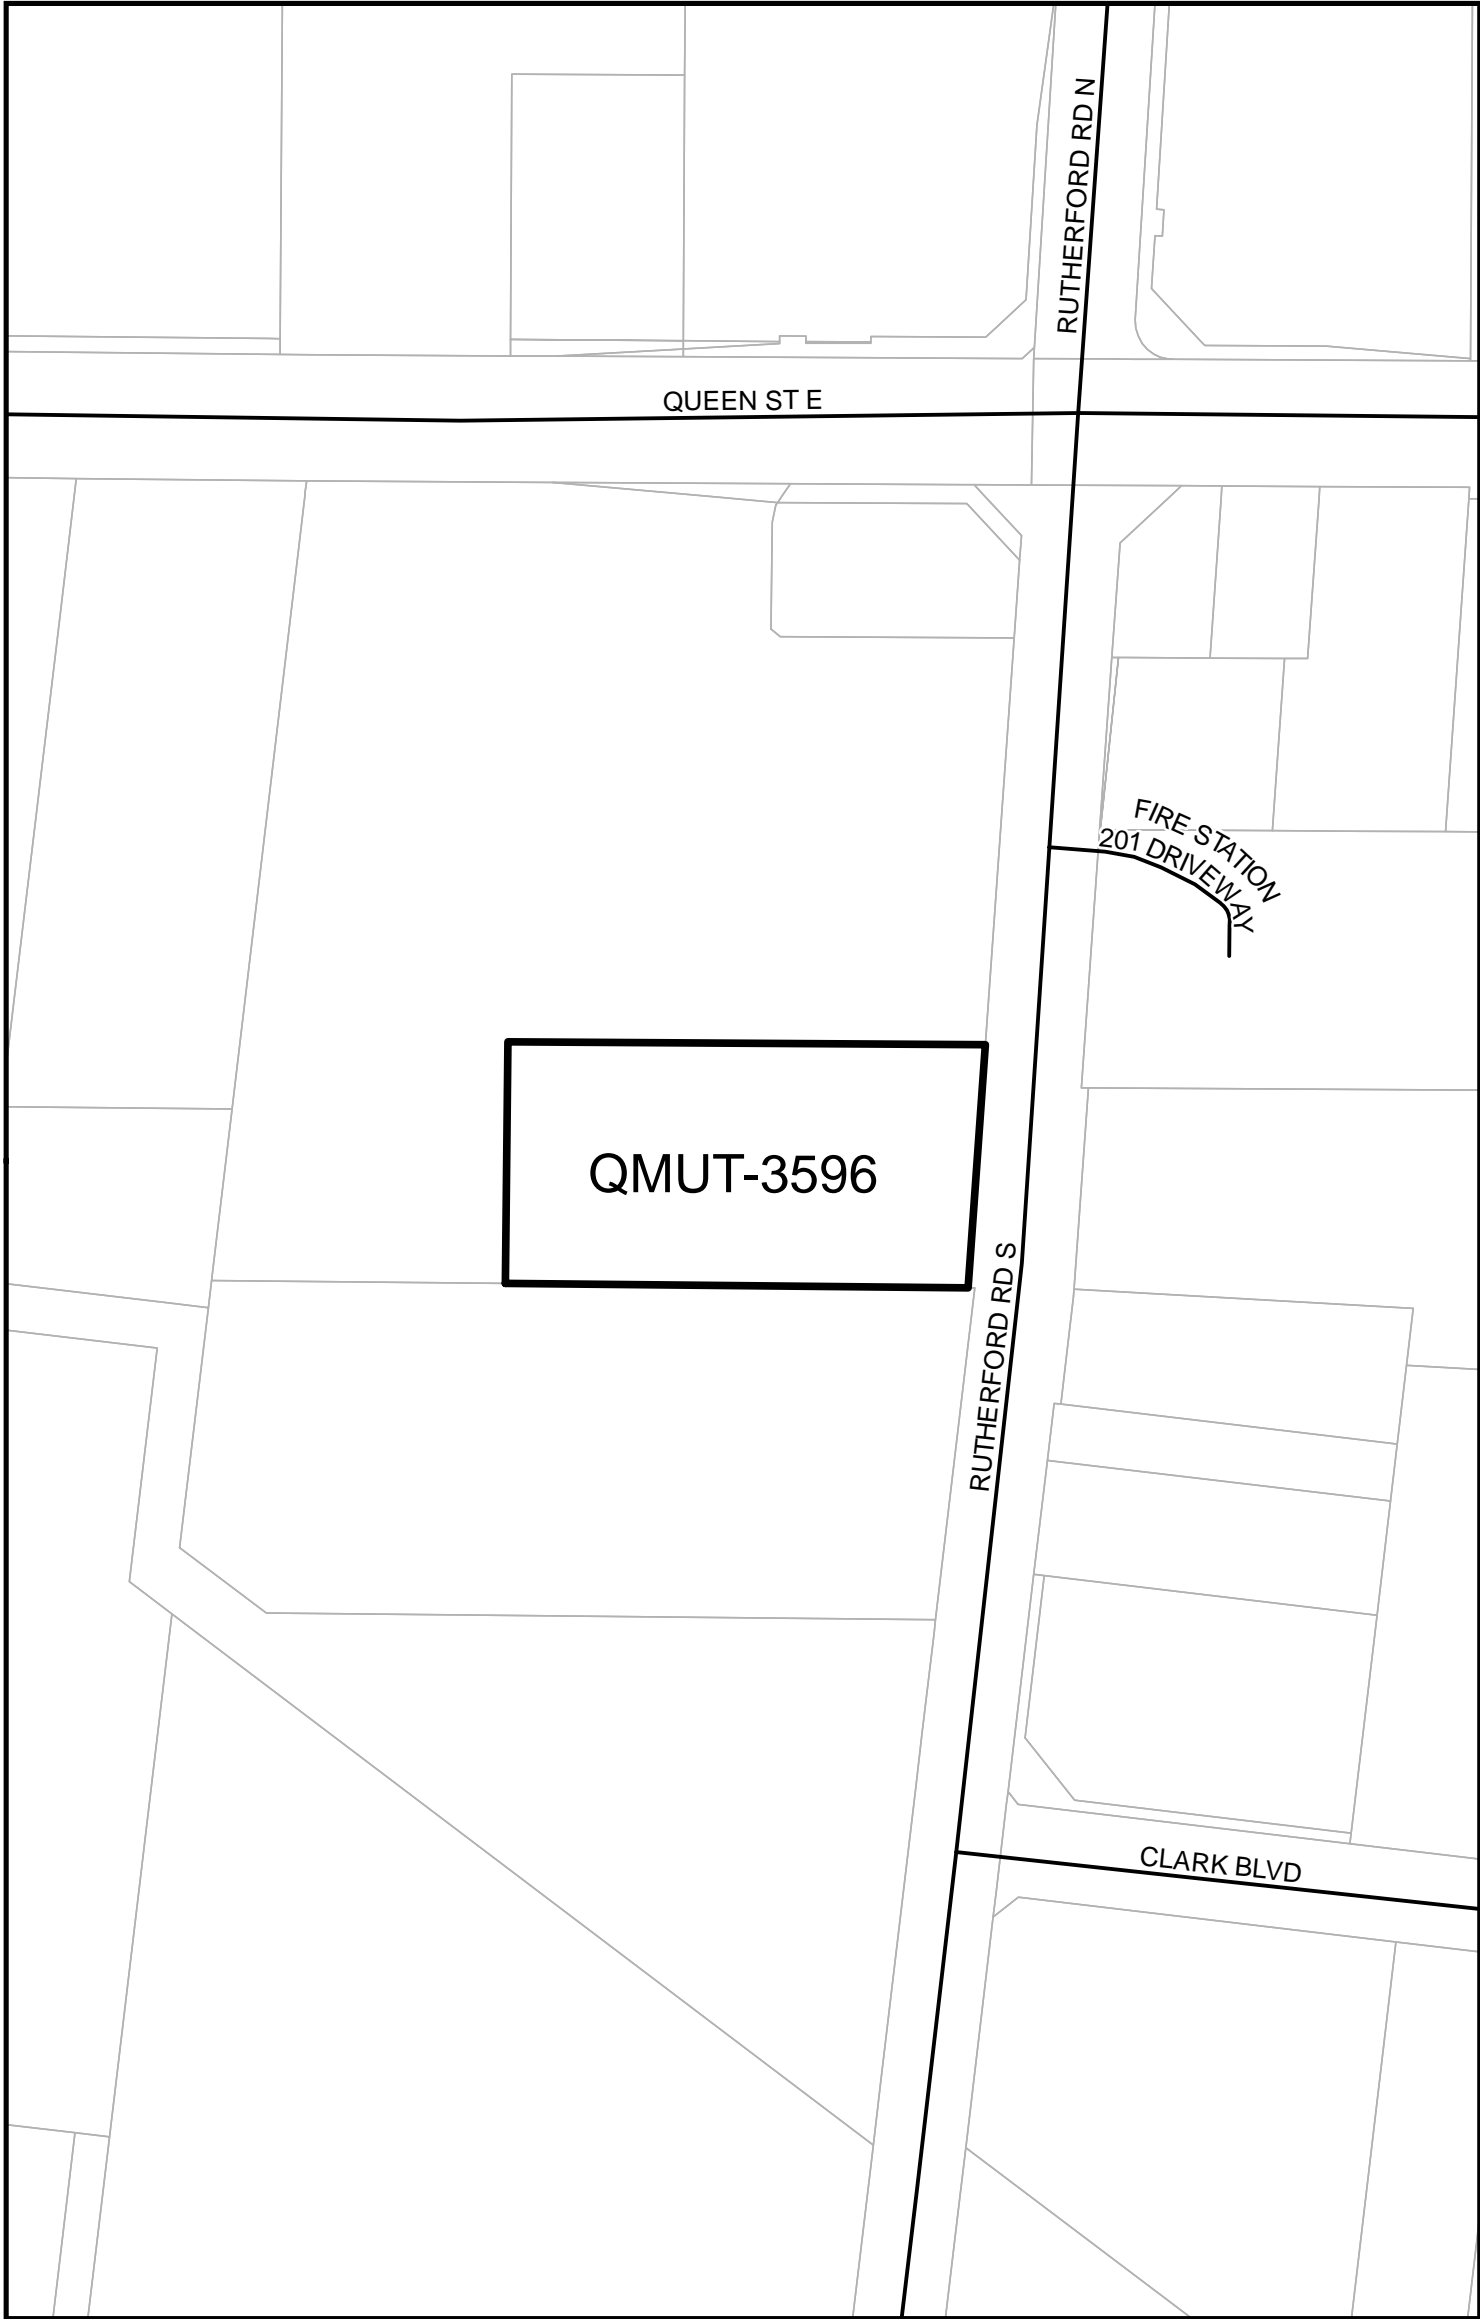 RUTHERFORD RD N
QUEEN ST E
FIRE STATION
201 DRIVEWAY
QMUT-3596
RUTHERFORD RD S
CLARK BLVD